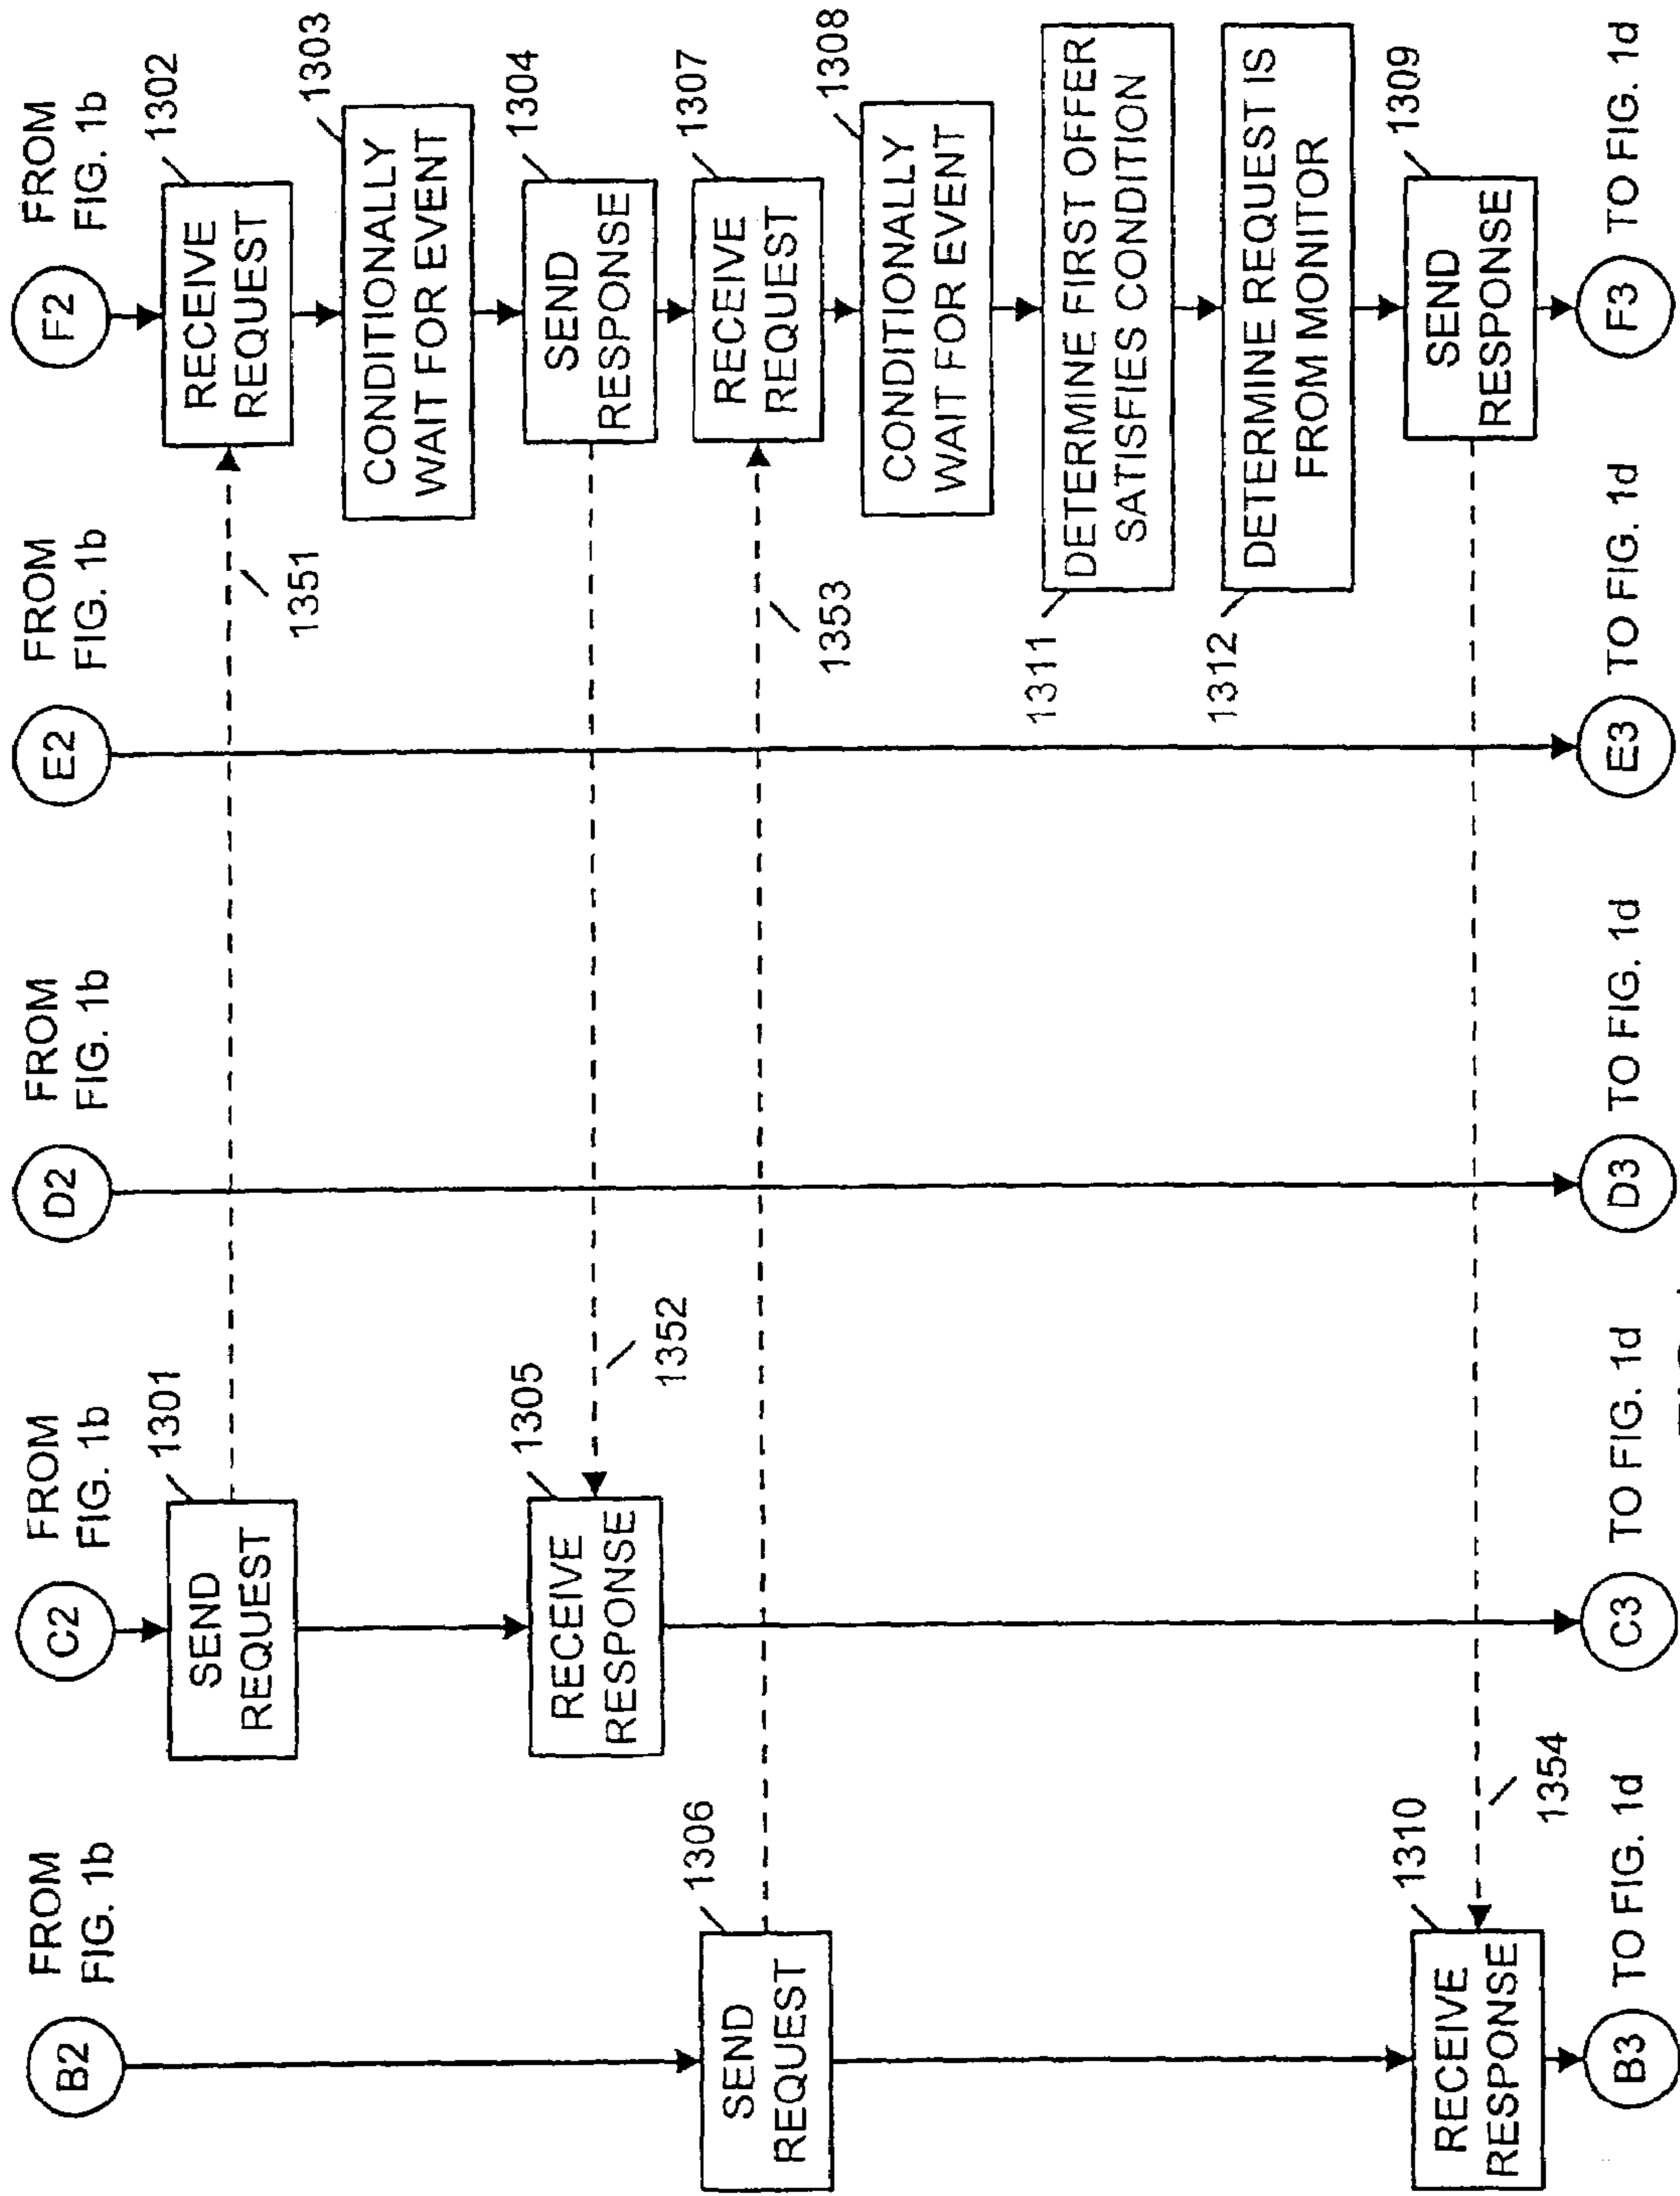 B2
FROM
FIG. 1b
C2
FROM
FIG. 1b
D2
FROM
FIG. 1b
E2
FROM
FIG. 1b
F2
FROM
FIG. 1b
1301
SEND
REQUEST
1302
RECEIVE
REQUEST
1351
1303
CONDITIONALLY
WAIT FOR EVENT
1305
RECEIVE
RESPONSE
1352
1304
SEND
RESPONSE
1306
SEND
REQUEST
1353
1307
RECEIVE
REQUEST
1308
CONDITIONALLY
WAIT FOR EVENT
1311
DETERMINE FIRST OFFER
SATISFIES CONDITION
1312
DETERMINE REQUEST IS
FROM MONITOR
1310
RECEIVE
RESPONSE
1354
1309
SEND
RESPONSE
B3 TO FIG. 1d
C3 TO FIG. 1d
D3 TO FIG. 1d
E3 TO FIG. 1d
F3 TO FIG. 1d